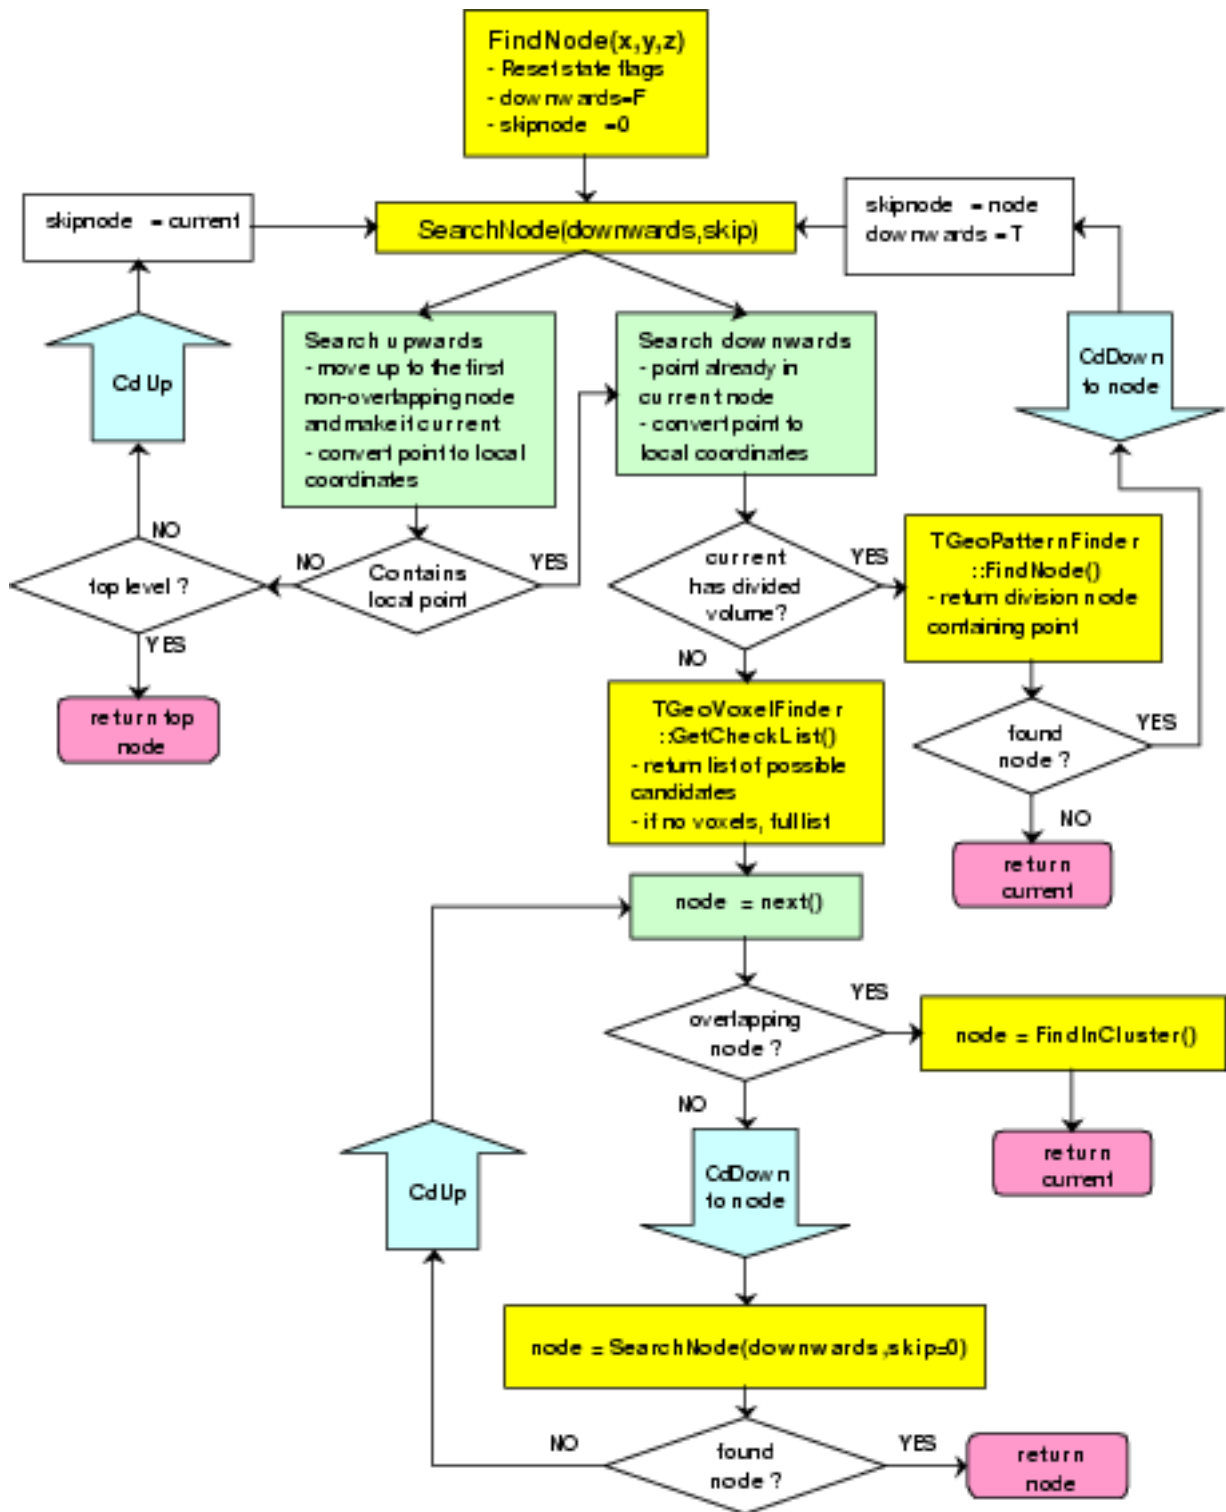 FindNode(x,y,z)
- Reset state flags
- downwards=F
- skipnode =0
skipnode = current
SearchNode(downwards,skip)
skipnode = node
downwards = T
Cd Up
Search upwards
- move up to the first
non-overlapping node
and make it current
- convert point to local
coordinates
Search downwards
- point already in
current node
- convert point to
local coordinates
CdDown
to node
NO
top level ?
YES
return top
node
NO
Contains
local point
YES
current
has divided
volume?
YES
NO
TGeoPatternFinder
::FindNode()
- return division node
containing point
TGeoVoxelFinder
::GetCheckList()
- return list of possible
candidates
- if no voxels, full list
found
node ?
YES
NO
return
current
node = next()
overlapping
node ?
YES
NO
node = FindInCluster()
return
current
CdUp
CdDown
to node
node = SearchNode(downwards,skip=0)
NO
found
node ?
YES
return
node